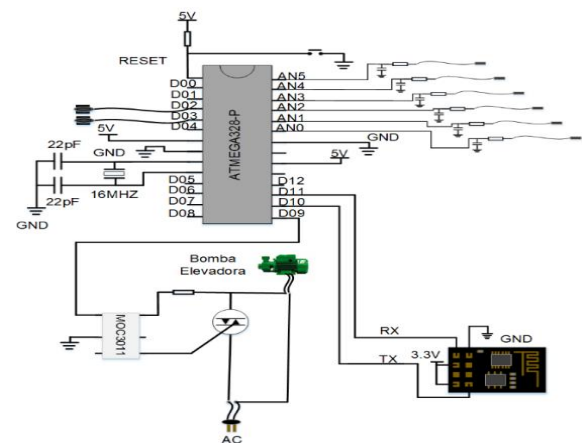 5V
RESET
D00
D01
D02
D03
D04
5V
22pF
GND
16MHZ
22pF
GND
D05
D06
D07
D08
ATMEGA328-P
AN5
AN4
AN3
AN2
AN1
AN0
GND
5V
D12
D11
D10
D09
Bomba
Elevadora
MOC3011
AC
RX
TX
3.3V
GND